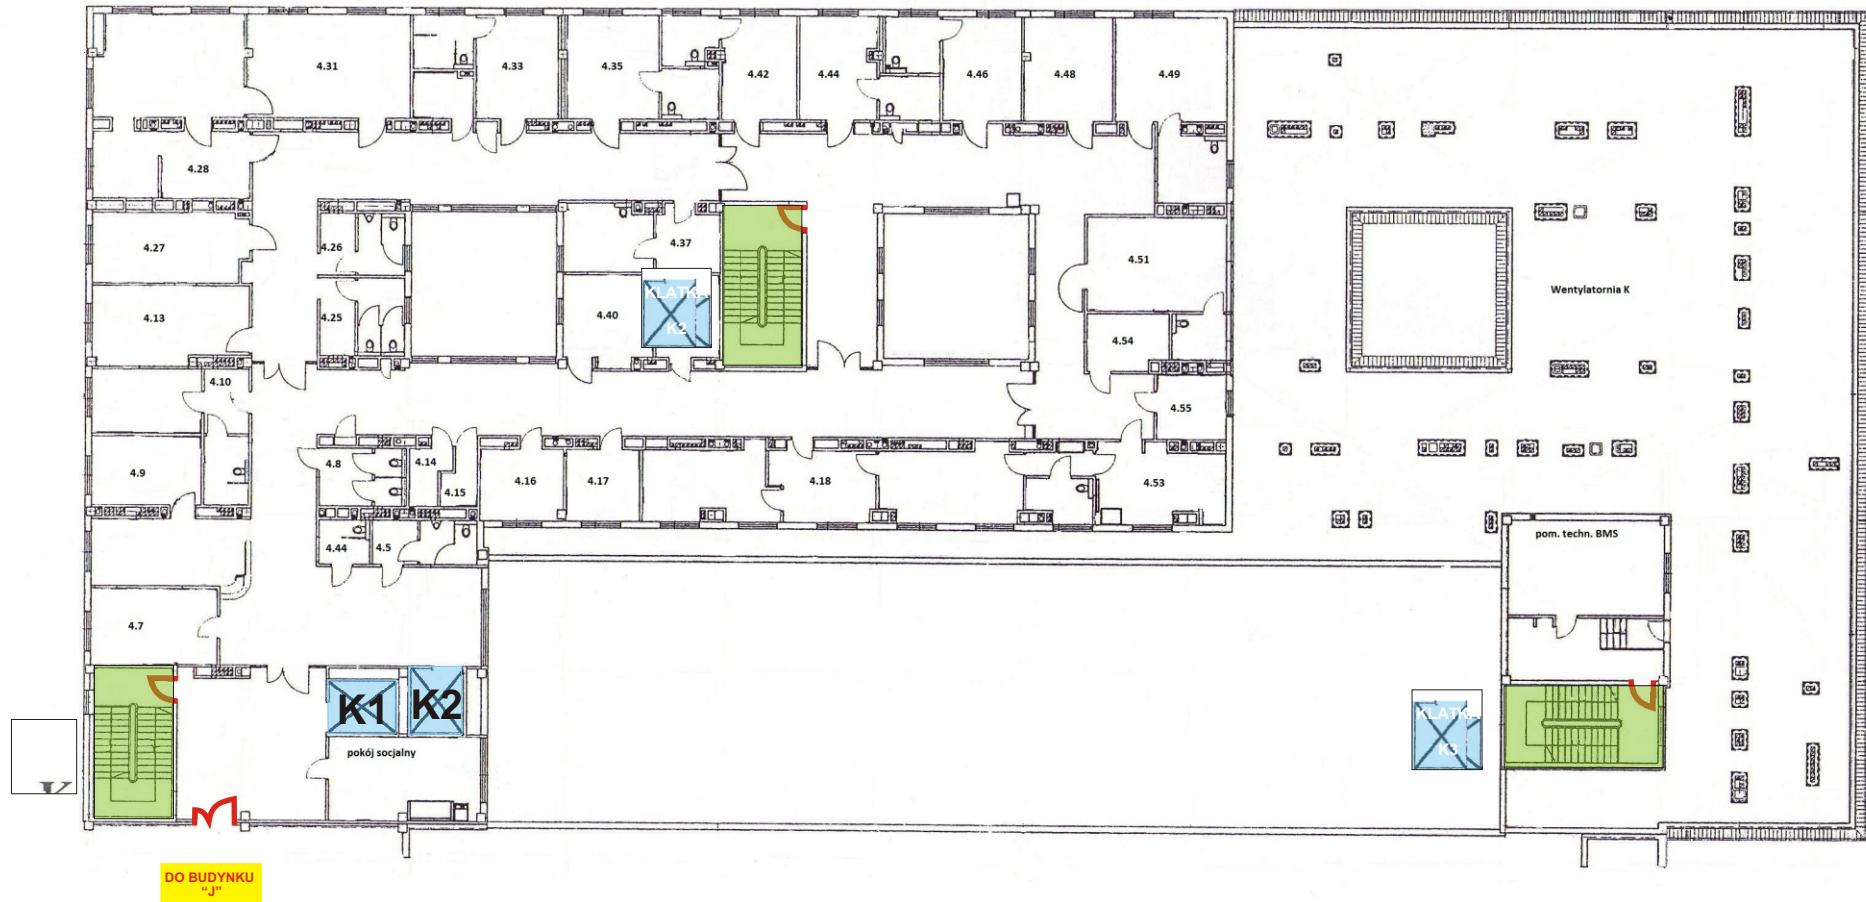 4.31
4.33
4.35
4.42
4.44
4.46
4.48
4.49
4.28
4.27
4.26
4.37
4.51
4.13
4.25
4.40
KLATKA
K2
4.54
Wentylatornia K
4.10
4.55
4.9
4.8
4.14
4.15
4.16
4.17
4.18
4.53
4.44
4.5
pom. techn. BMS
4.7
K1
K2
pokój socjalny
KLATKA
K3
DO BUDYNKU
“J”